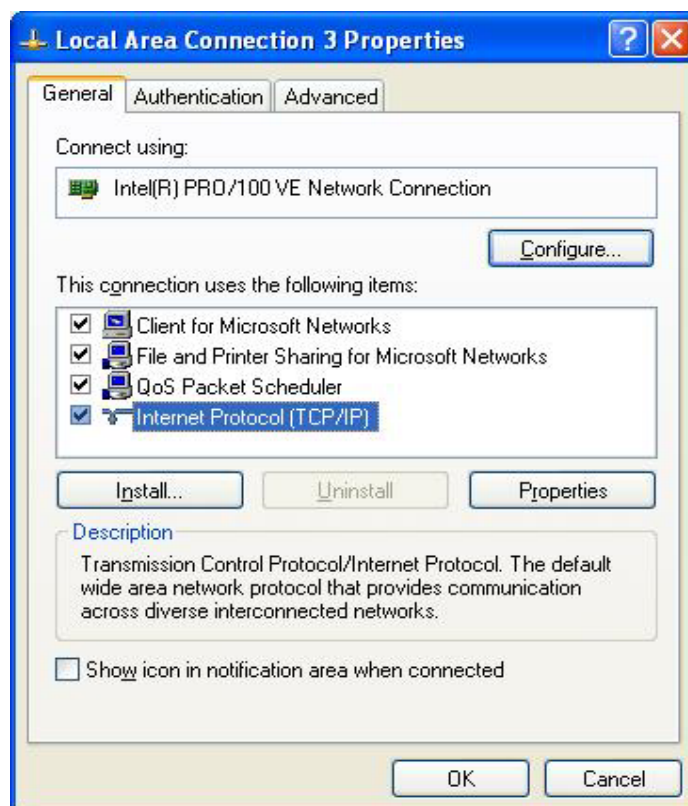 Local Area Connection 3 Properties
General Authentication Advanced
Connect using:
Intel(R) PRO/100 VE Network Connection
Configure...
This connection uses the following items:
Client for Microsoft Networks
File and Printer Sharing for Microsoft Networks
QoS Packet Scheduler
Internet Protocol (TCP/IP)
Install... Uninstall Properties
Description
Transmission Control Protocol/Internet Protocol. The default
wide area network protocol that provides communication
across diverse interconnected networks.
Show icon in notification area when connected
OK Cancel